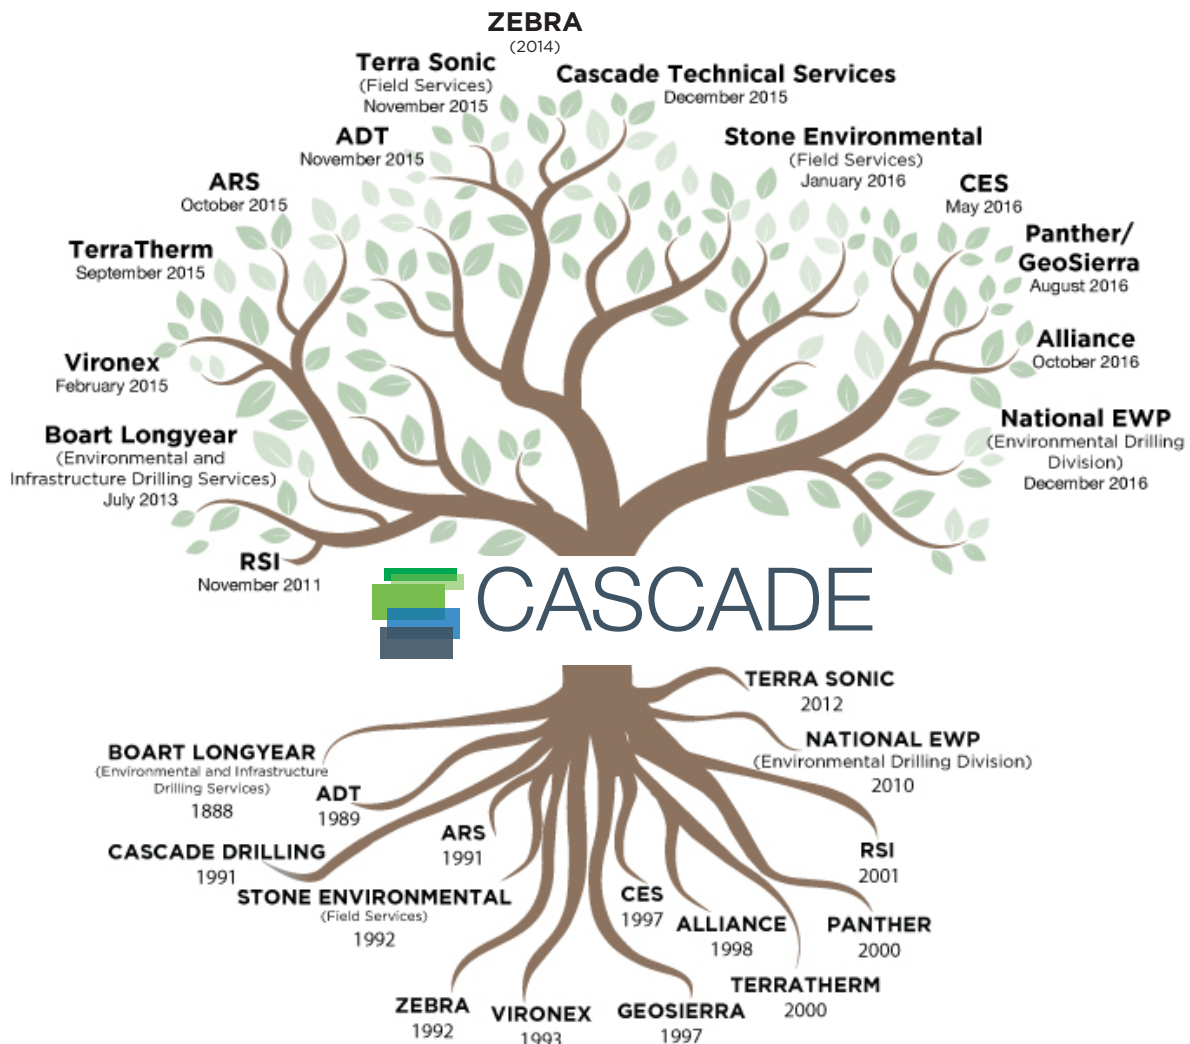 ZEBRA
(2014)
Terra Sonic
(Field Services)
November 2015
Cascade Technical Services
December 2015
ADT
November 2015
Stone Environmental
(Field Services)
January 2016
ARS
October 2015
CES
May 2016
TerraTherm
September 2015
Panther/
GeoSierra
August 2016
Vironex
February 2015
Alliance
October 2016
Boart Longyear
(Environmental and
Infrastructure Drilling Services)
July 2013
National EWP
(Environmental Drilling
Division)
December 2016
RSI
November 2011
CASCADE
TERRA SONIC
2012
BOART LONGYEAR
(Environmental and Infrastructure
Drilling Services)
1888
NATIONAL EWP
(Environmental Drilling Division)
2010
ADT
1989
ARS
1991
CASCADE DRILLING
1991
RSI
2001
STONE ENVIRONMENTAL
(Field Services)
1992
CES
1997
ALLIANCE
1998
PANTHER
2000
ZEBRA
1992
VIRONEX
1993
GEOSIERRA
1997
TERRATHERM
2000